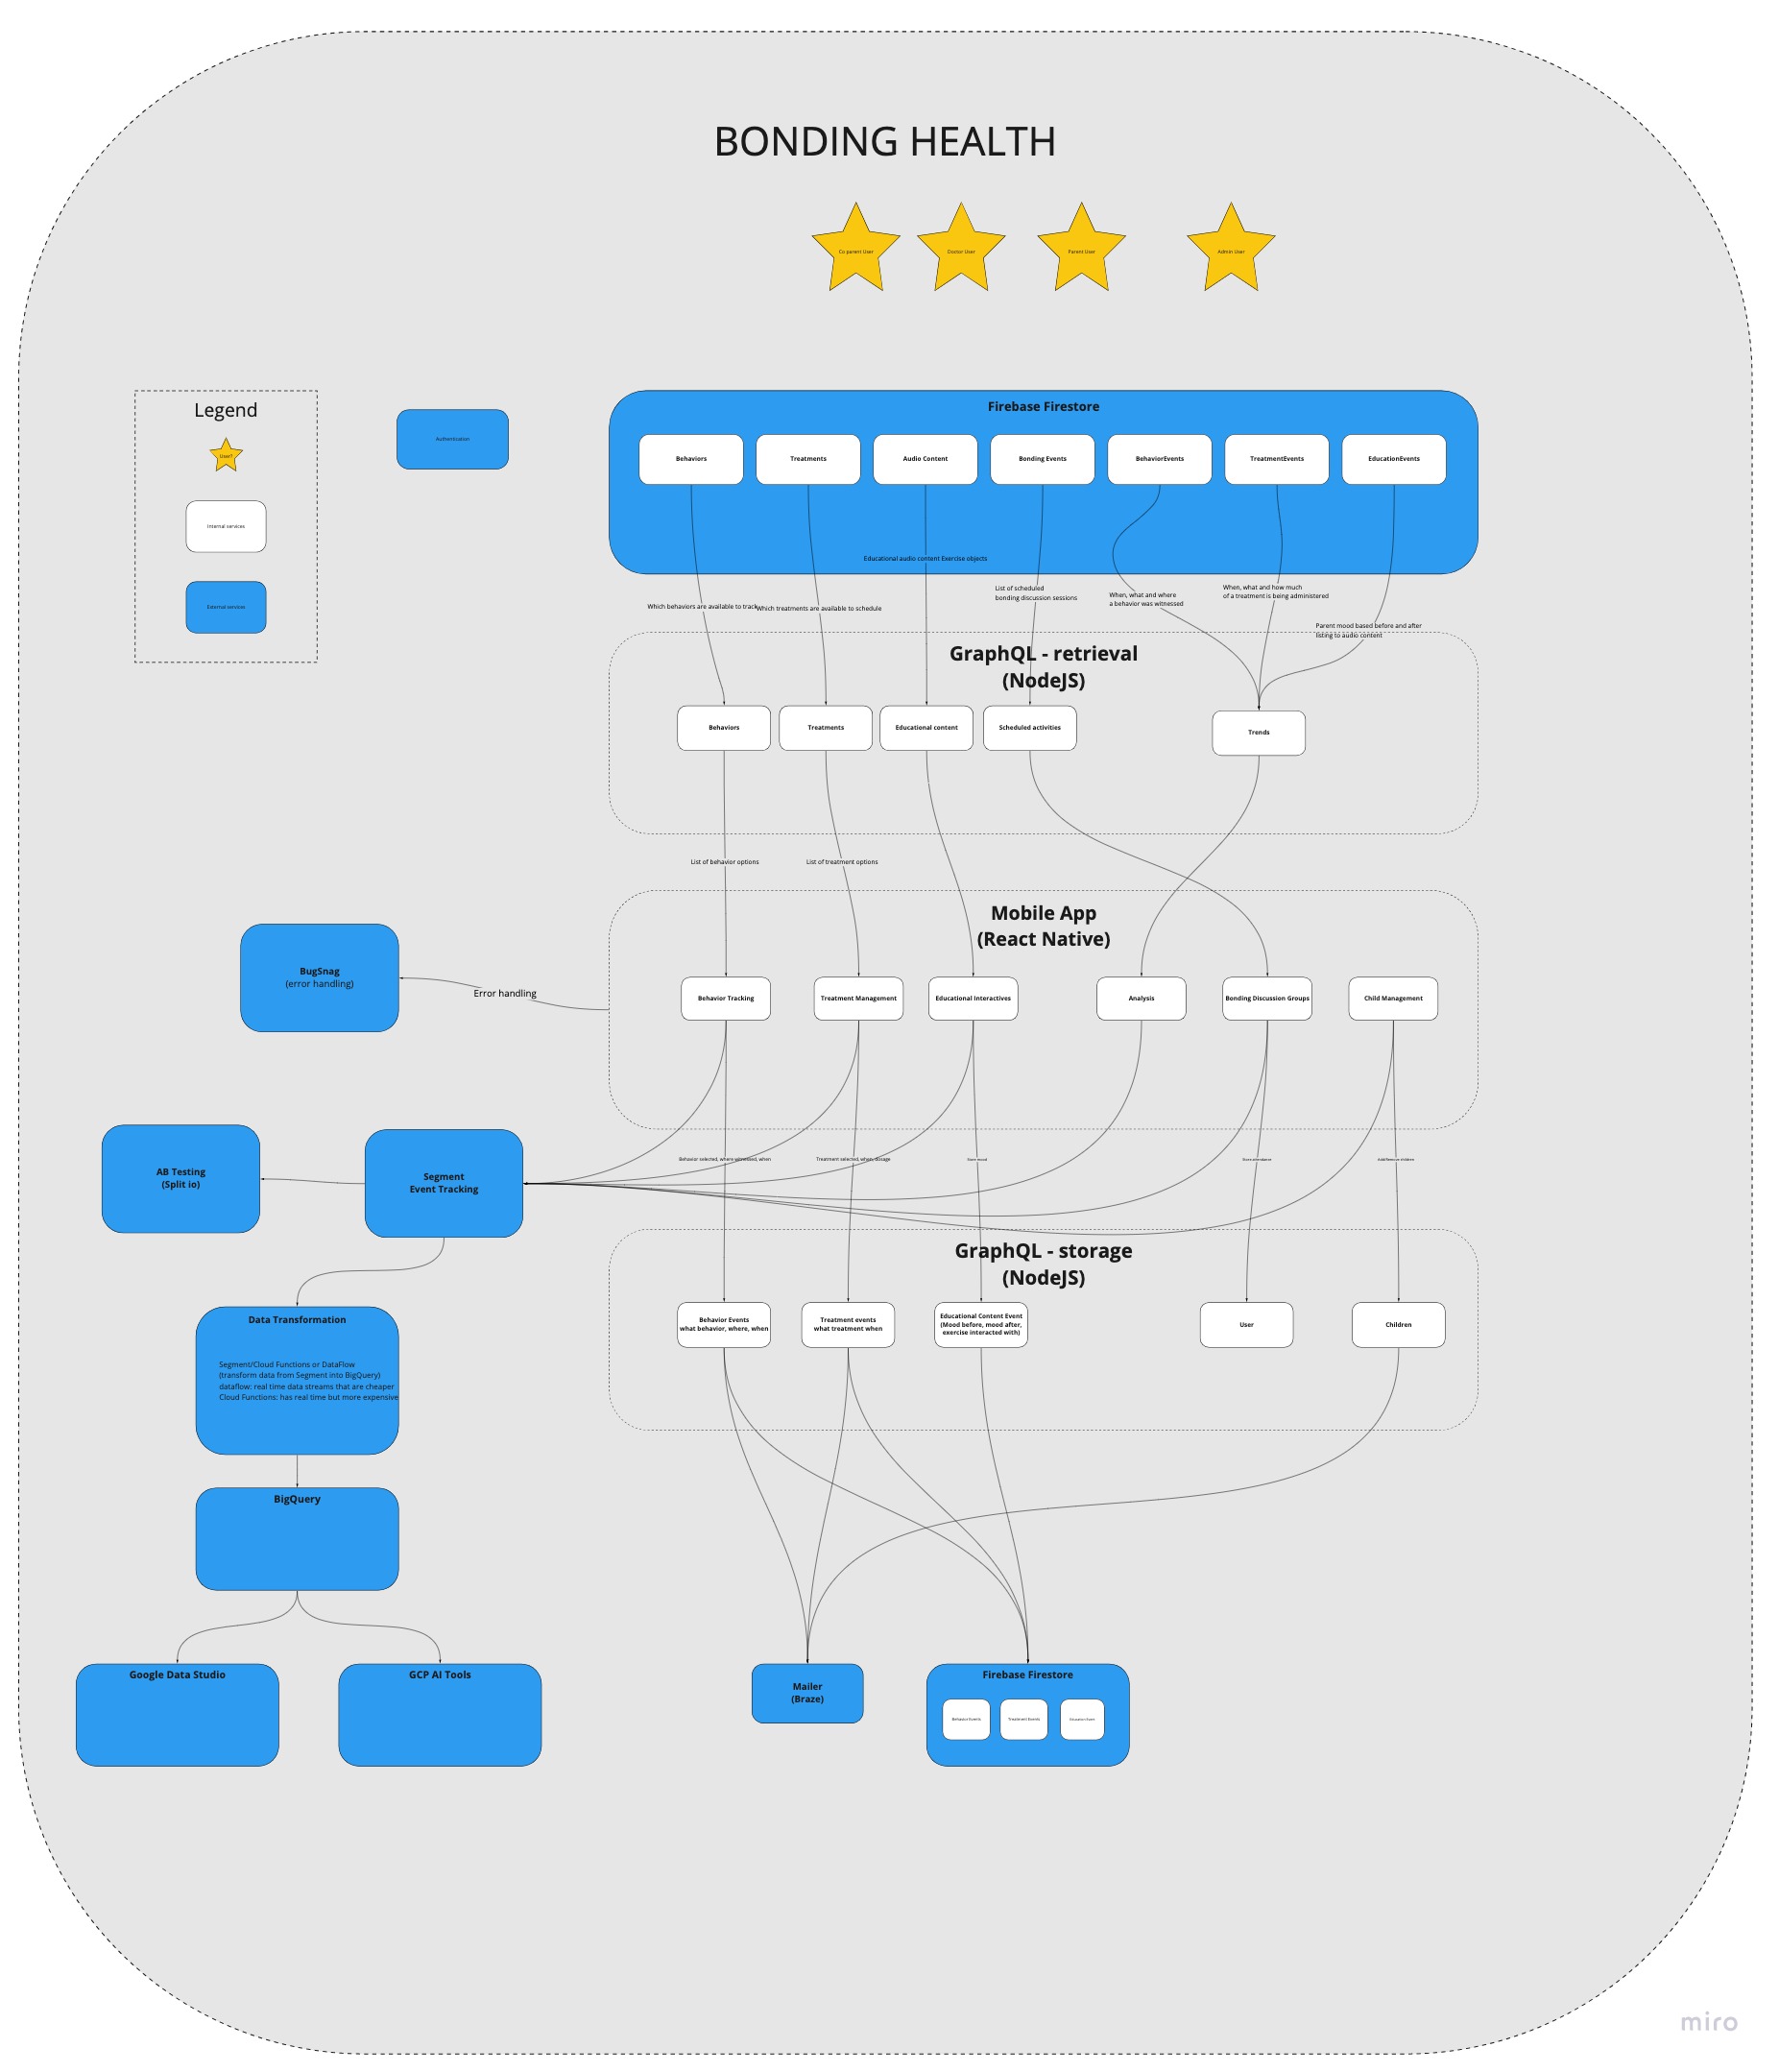 BONDING HEALTH
Co parent User
Doctor User
Parent User
Admin User
Legend
User?
Internal services
External services
Authentication
Firebase Firestore
Behaviors
Treatments
Audio Content
Bonding Events
BehaviorEvents
TreatmentEvents
EducationEvents
Educational audio content Exercise objects
Which behaviors are available to track
Which treatments are available to schedule
List of scheduled
bonding discussion sessions
When, what and where
a behavior was witnessed
When, what and how much
of a treatment is being administered
Parent mood based before and after
listing to audio content
GraphQL - retrieval
(NodeJS)
Behaviors
Treatments
Educational content
Scheduled activities
Trends
List of behavior options
List of treatment options
Mobile App
(React Native)
BugSnag
(error handling)
Error handling
Behavior Tracking
Treatment Management
Educational Interactives
Analysis
Bonding Discussion Groups
Child Management
AB Testing
(Split io)
Segment
Event Tracking
Behavior selected, where witnessed, when
Treatment selected, when, dosage
Store mood
Store attendance
Add/Remove children
GraphQL - storage
(NodeJS)
Behavior Events
what behavior, where, when
Treatment events
what treatment when
Educational Content Event
(Mood before, mood after,
exercise interacted with)
User
Children
Data Transformation
Segment/Cloud Functions or DataFlow
(transform data from Segment into BigQuery)
dataflow: real time data streams that are cheaper
Cloud Functions: has real time but more expensive
BigQuery
Google Data Studio
GCP AI Tools
Mailer
(Braze)
Firebase Firestore
Behavior Events
Treatment Events
Education Event
miro